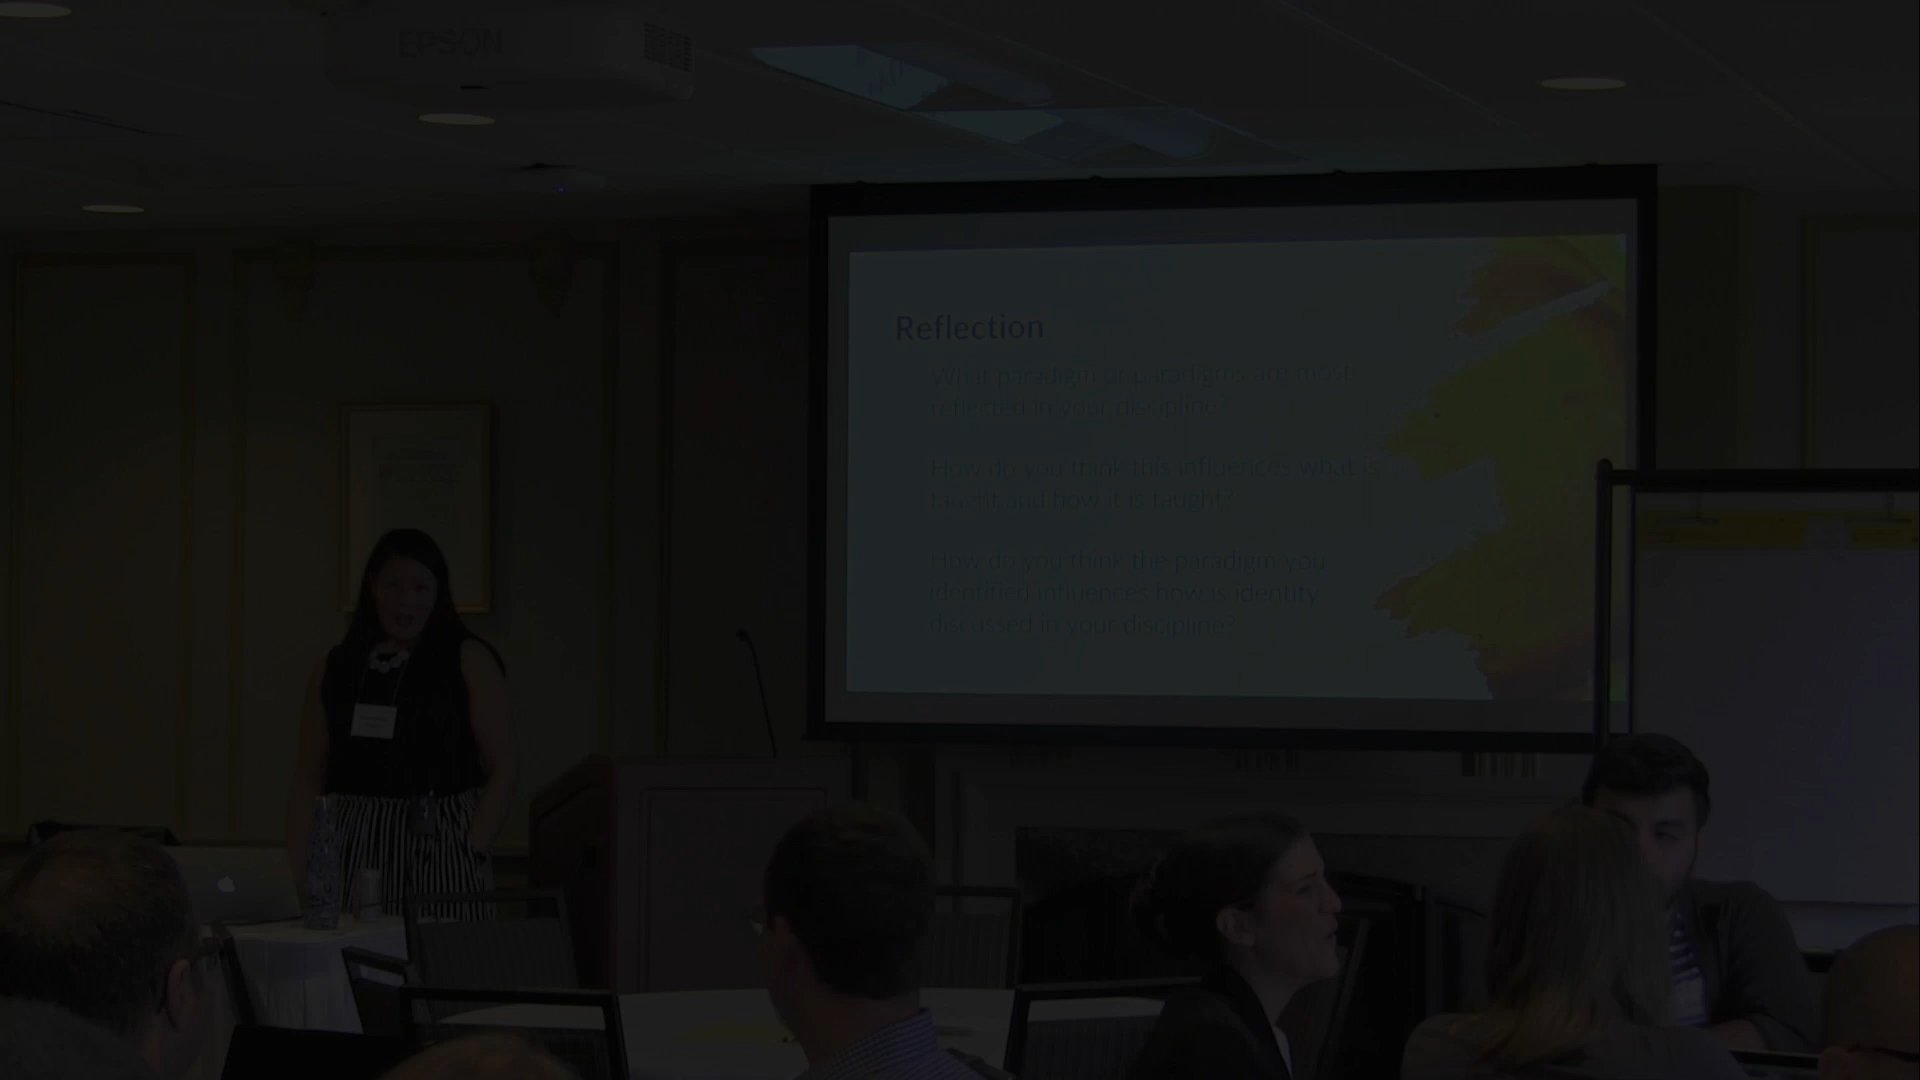 EPSON
Reflection
What paradigm or paradigms are most
reflected in your discipline?
How do you think this influences what is
taught and how it is taught?
How do you think the paradigm you
identified influences how is identity
discussed in your discipline?